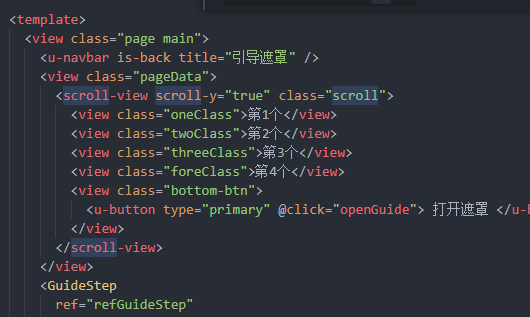 <template>
<view class="page main">
<u-navbar is-back title="引导遮罩" />
<view class="pageData">
<scroll-view scroll-y="true" class="scroll">
<view class="oneClass">第1个</view>
<view class="twoClass">第2个</view>
<view class="threeClass">第3个</view>
<view class="foreClass">第4个</view>
<view class="bottom-btn">
<u-button type="primary" @click="openGuide"> 打开遮罩 </u-b
</view>
</scroll-view>
</view>
<GuideStep
ref="refGuideStep"